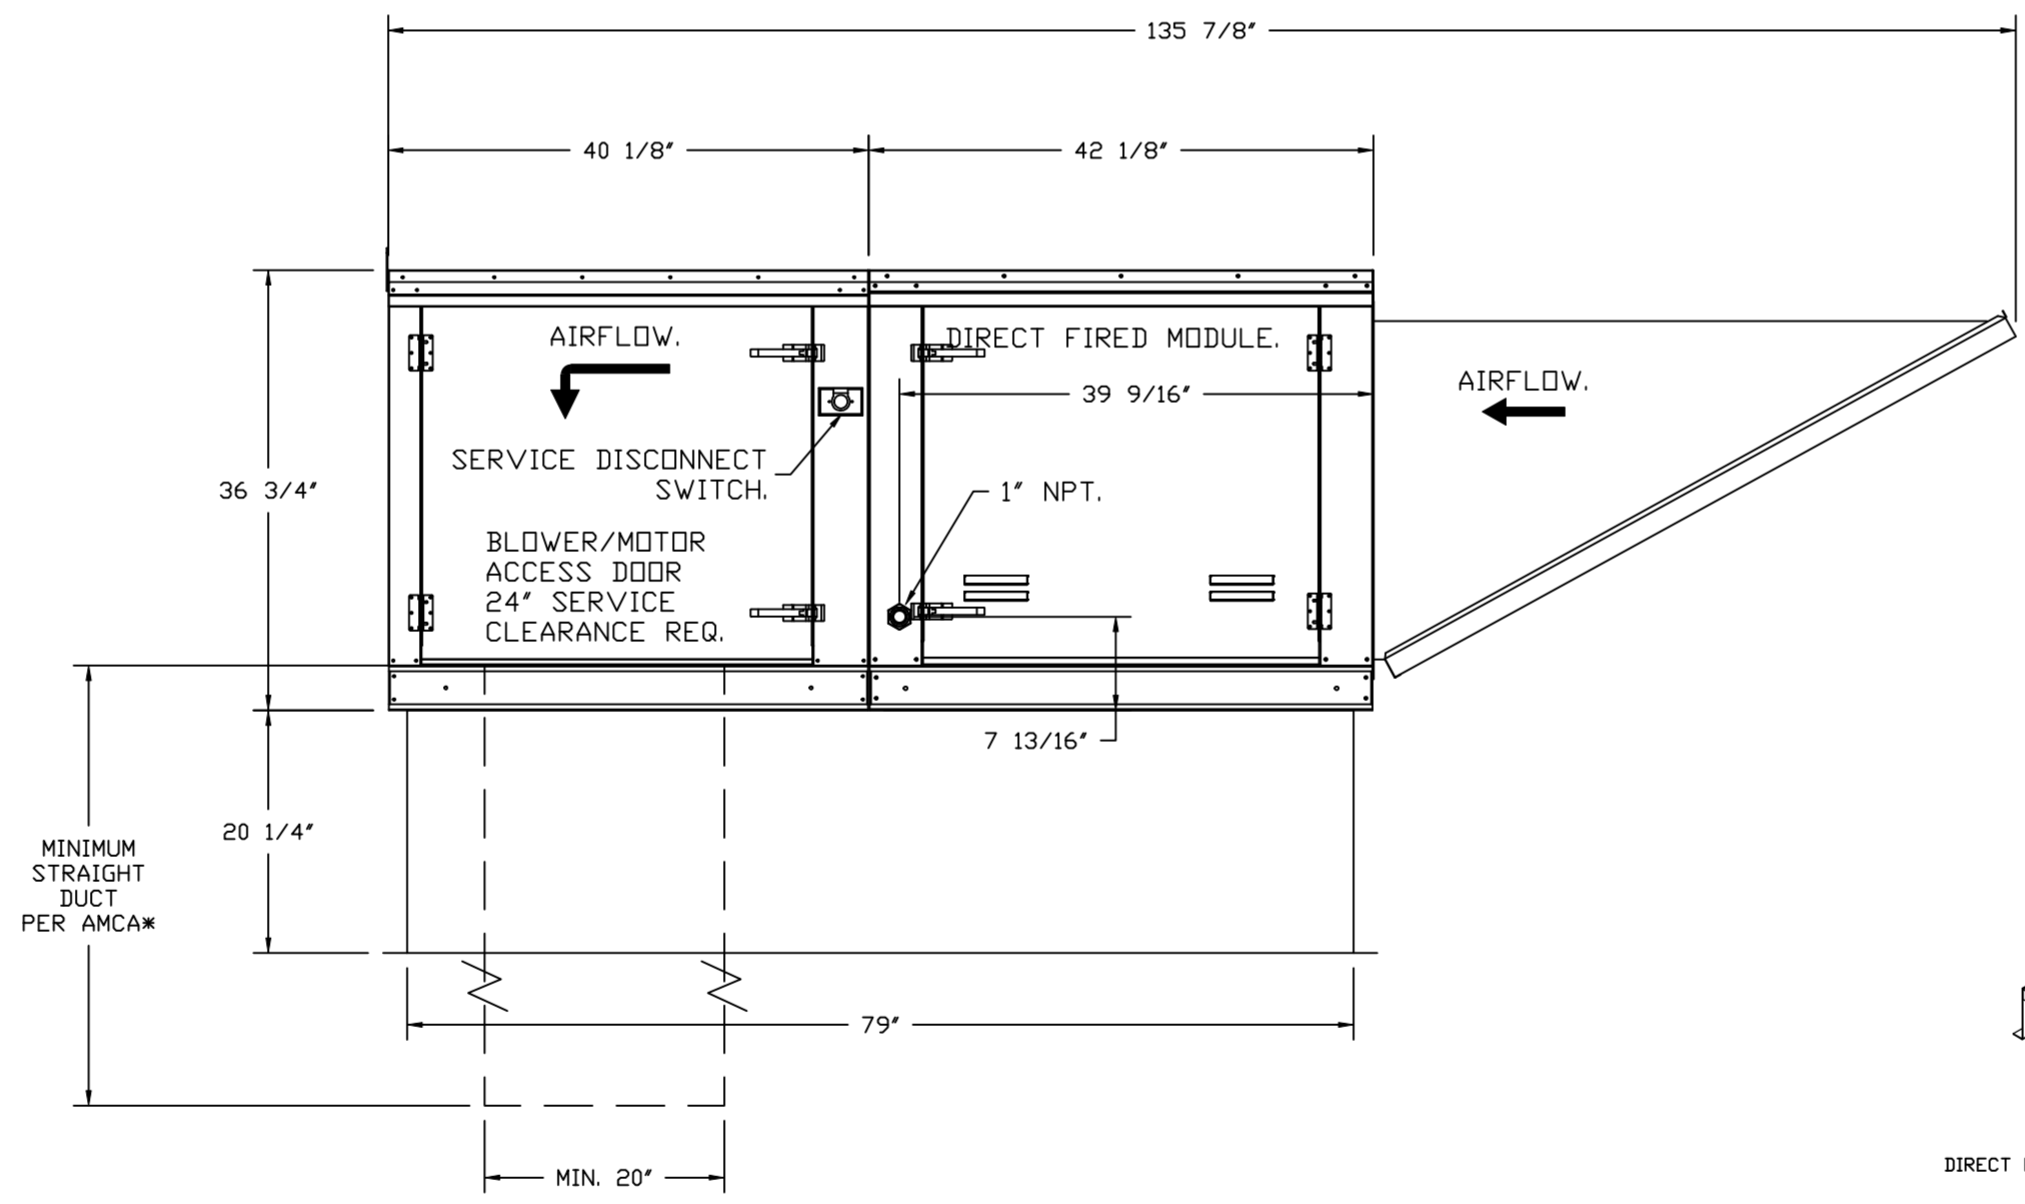 135 7/8"
40 1/8"
42 1/8"
AIRFLOW.
DIRECT FIRED MODULE.
AIRFLOW.
39 9/16"
SERVICE DISCONNECT
SWITCH.
36 3/4"
1" NPT.
BLOWER/MOTOR
ACCESS DOOR
24" SERVICE
CLEARANCE REQ.
7 13/16"
20 1/4"
MINIMUM
STRAIGHT
DUCT
PER AMCA*
79"
MIN. 20"
DIRECT